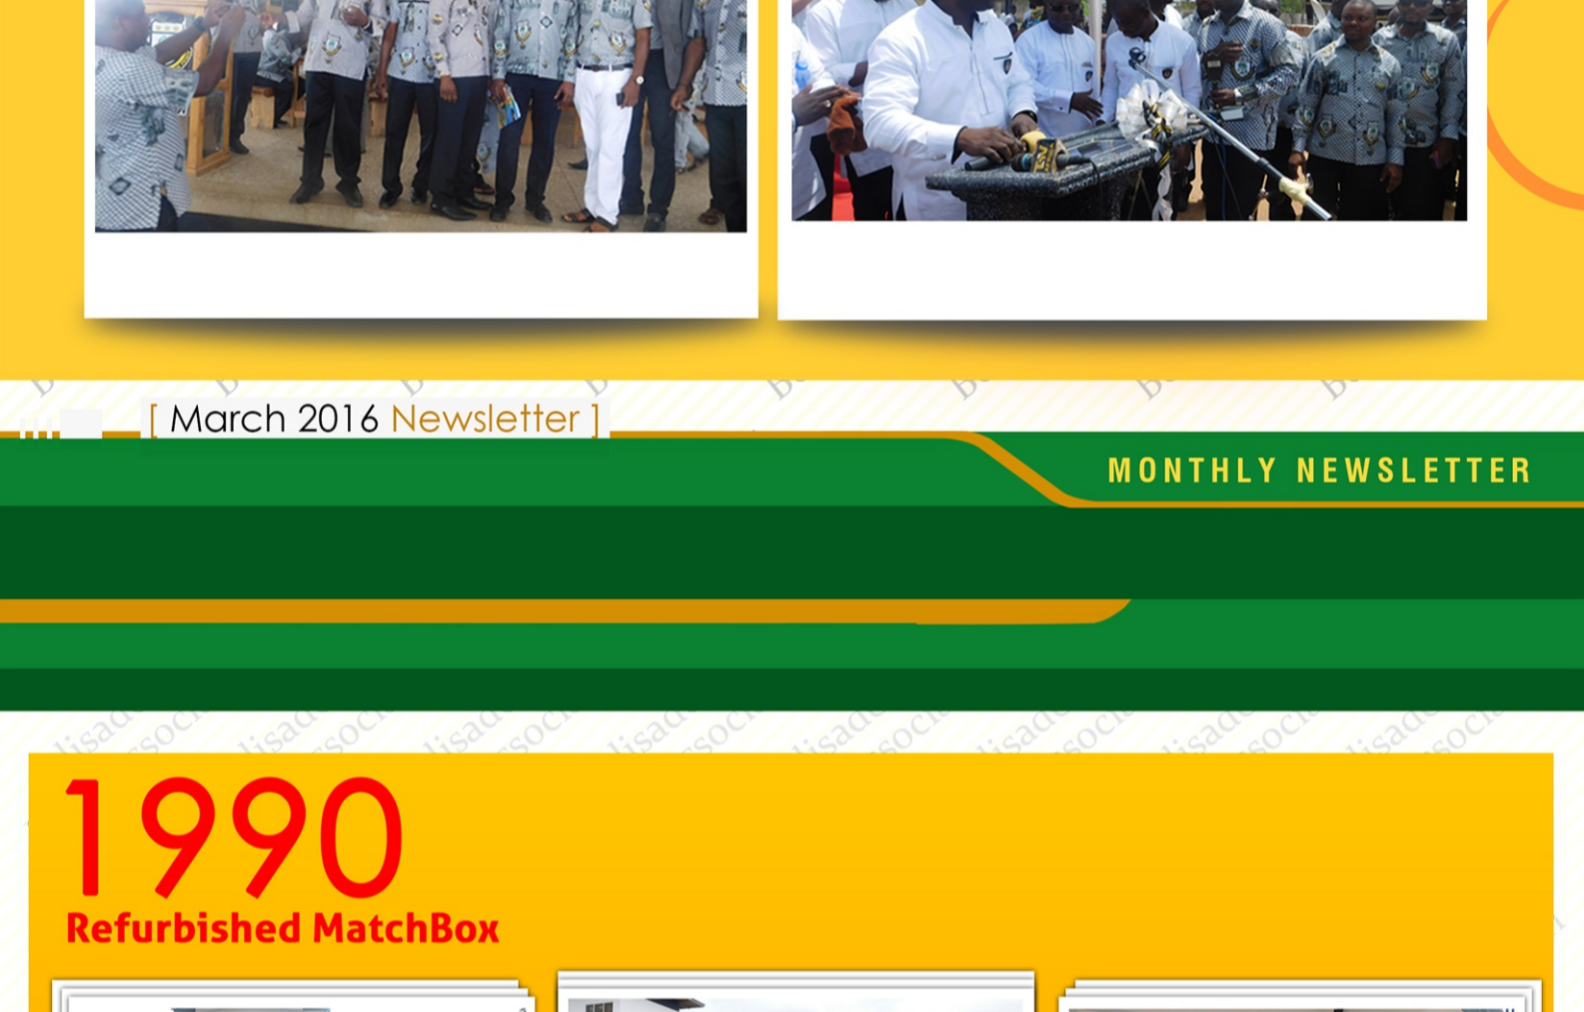 [ March 2016 Newsletter ]
MONTHLY NEWSLETTER
1990
Refurbished MatchBox